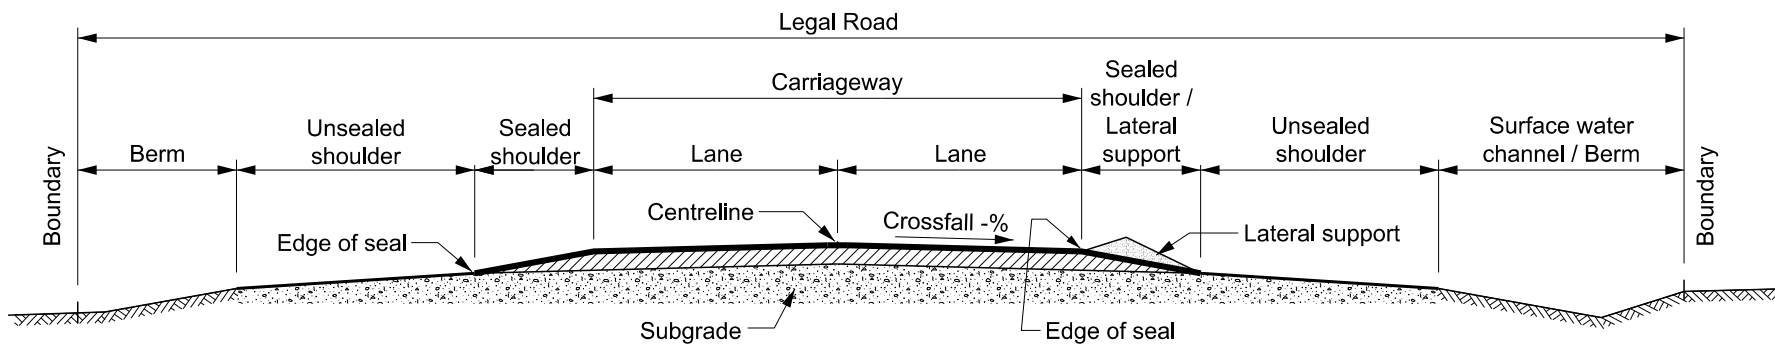 Legal Road
Carriageway
Sealed
shoulder /
Lateral
support
Boundary
Berm
Unsealed
shoulder
Sealed
shoulder
Lane
Lane
Unsealed
shoulder
Surface water
channel / Berm
Boundary
Centreline
Crossfall -%
Edge of seal
Lateral support
Subgrade
Edge of seal